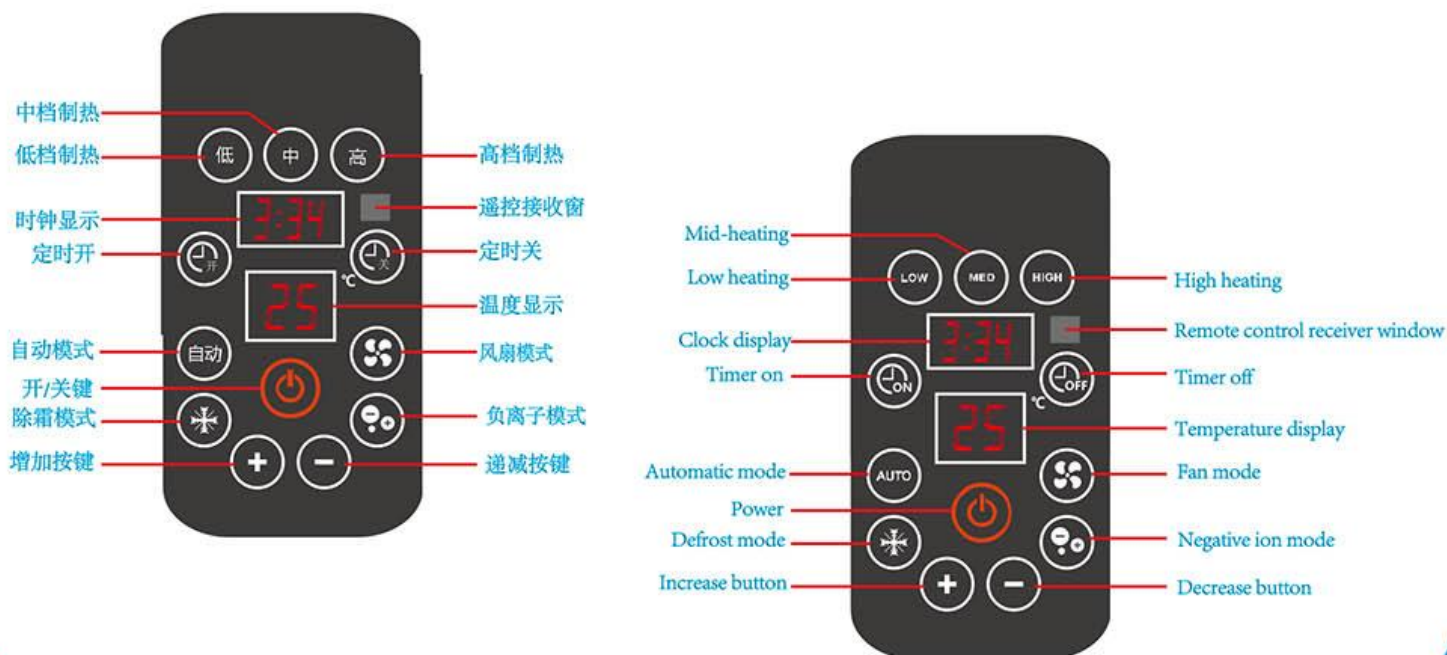 中档制热
低档制热
低
中
高
高档制热
时钟显示
3:34
遥控接收窗
定时开
开
关
定时关
℃
25
温度显示
自动模式
自动
风扇模式
开/关键
除霜模式
负离子模式
增加按键
+
-
递减按键
Mid-heating
Low heating
LOW
MED
HIGH
High heating
Clock display
3:34
Remote control receiver window
Timer on
ON
OFF
Timer off
℃
25
Temperature display
Automatic mode
AUTO
Fan mode
Power
Defrost mode
Negative ion mode
Increase button
+
-
Decrease button